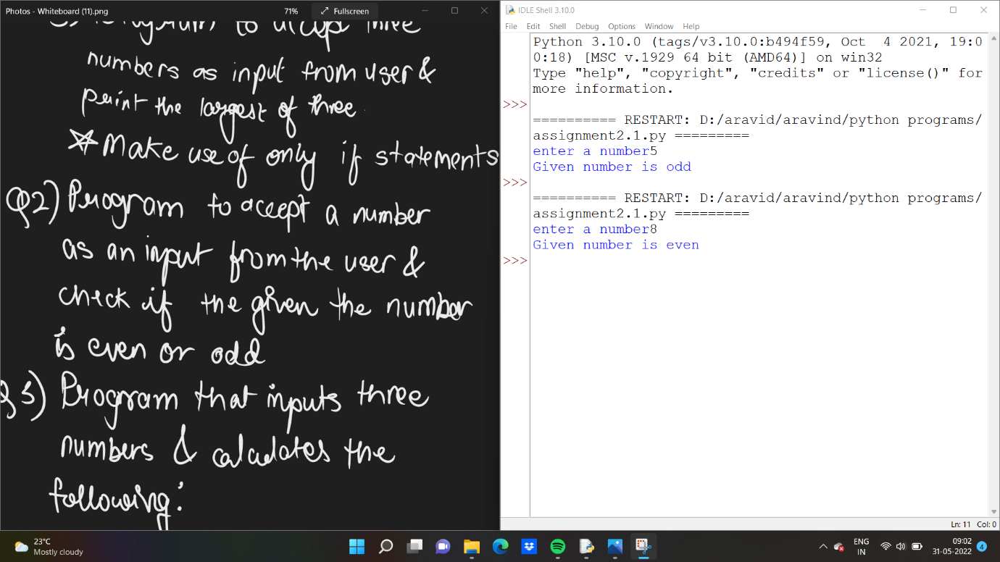 Photos - Whiteboard (11).png
71%
Fullscreen
to accept three
numbers as input from user &
print the largest of three
* Make use of only if statements
Q2) Program to accept a number
as an input from the user &
check if the given the number
is even or odd
3) Program that inputs three
numbers & calculates the
following:
IDLE Shell 3.10.0
File Edit Shell Debug Options Window Help
Python 3.10.0 (tags/v3.10.0:b494f59, Oct  4 2021, 19:0
0:18) [MSC v.1929 64 bit (AMD64)] on win32
Type "help", "copyright", "credits" or "license()" for
more information.
>>>
========== RESTART: D:/aravid/aravind/python programs/
assignment2.1.py =========
enter a number5
Given number is odd
>>>
========== RESTART: D:/aravid/aravind/python programs/
assignment2.1.py =========
enter a number8
Given number is even
>>>
Ln: 11 Col: 0
23°C
Mostly cloudy
ENG
IN
09:02
31-05-2022
4